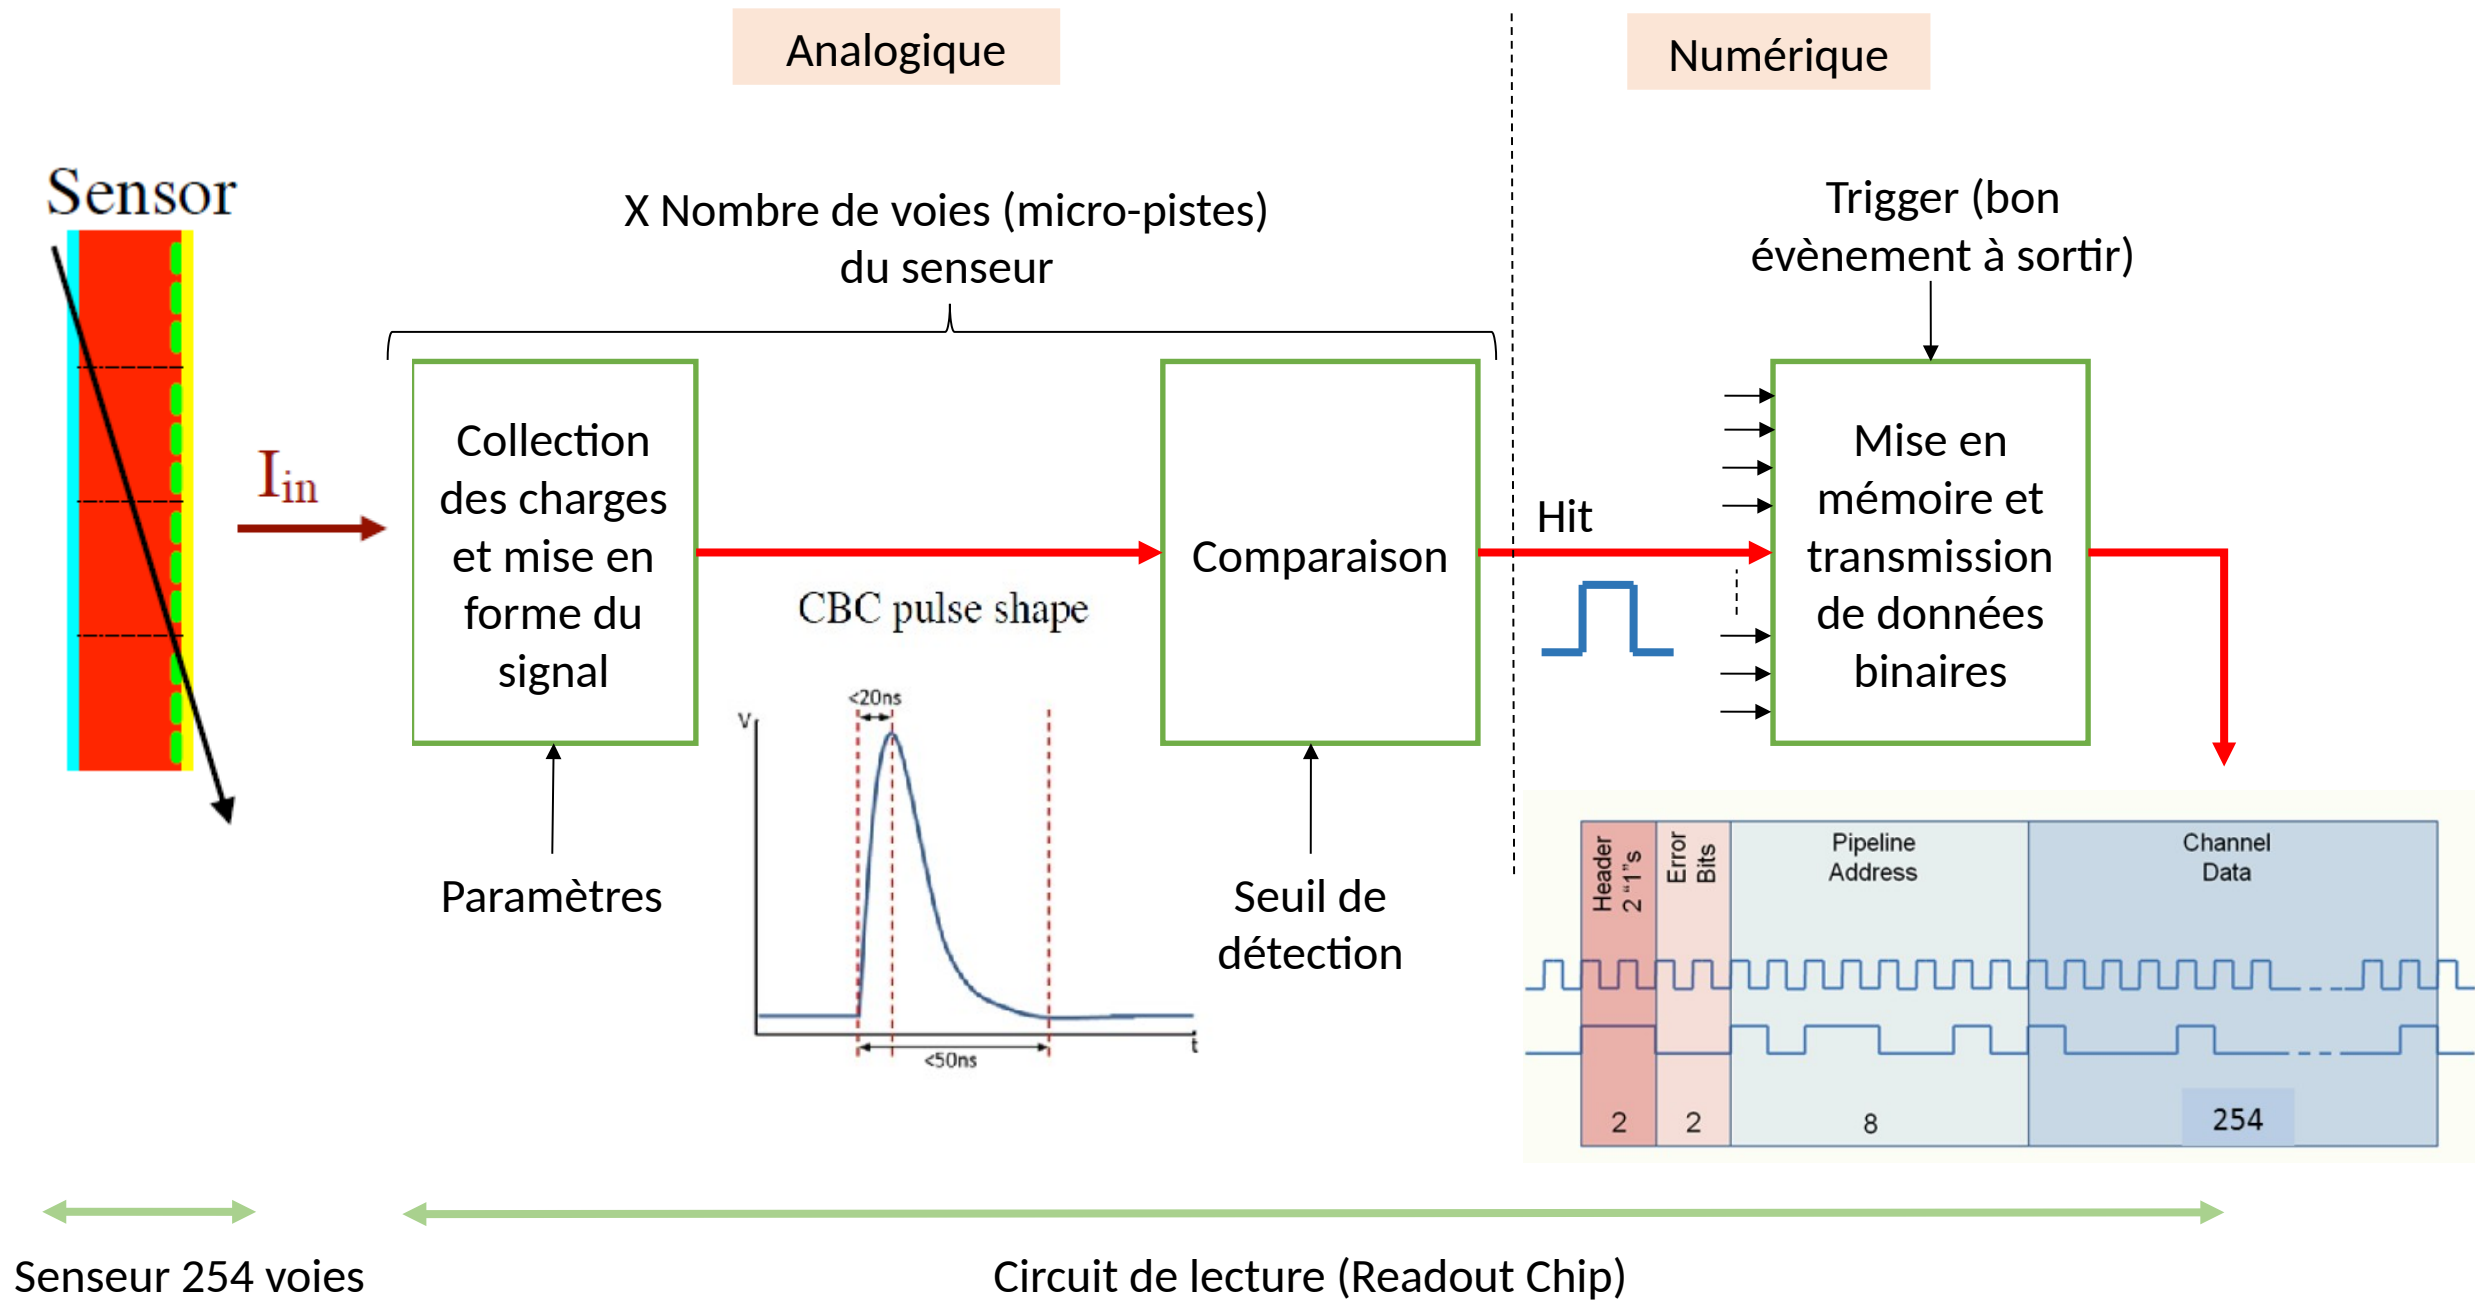 Analogique
Numérique
Sensor
X Nombre de voies (micro-pistes)
du senseur
Trigger (bon
évènement à sortir)
I_in
Collection
des charges
et mise en
forme du
signal
CBC pulse shape
Comparaison
Hit
Mise en
mémoire et
transmission
de données
binaires
<20ns
V
t
<50ns
Paramètres
Seuil de
détection
Header
2 "1"s
Error
Bits
Pipeline
Address
Channel
Data
2
2
8
254
Senseur 254 voies
Circuit de lecture (Readout Chip)